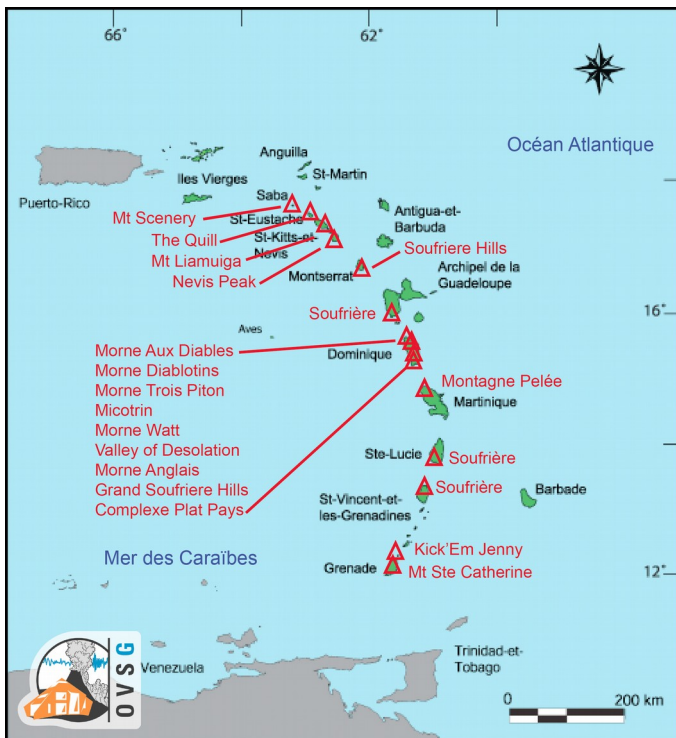 66°
62°
Océan Atlantique
Anguilla
St-Martin
Iles Vierges
Puerto-Rico
Saba
Mt Scenery
St-Eustache
Antigua-et-
Barbuda
The Quill
St-Kitts-et-
Nevis
Mt Liamuiga
Soufriere Hills
Nevis Peak
Montserrat
Archipel de la
Guadeloupe
Soufrière
16°
Aves
Morne Aux Diables
Dominique
Morne Diablotins
Morne Trois Piton
Montagne Pelée
Micotrin
Martinique
Morne Watt
Valley of Desolation
Ste-Lucie
Soufrière
Morne Anglais
Grand Soufriere Hills
Soufrière
Barbade
St-Vincent-et-
les-Grenadines
Complexe Plat Pays
Mer des Caraïbes
Kick'Em Jenny
Grenade
Mt Ste Catherine
12°
OVSG
Venezuela
Trinidad-et-
Tobago
0
200 km